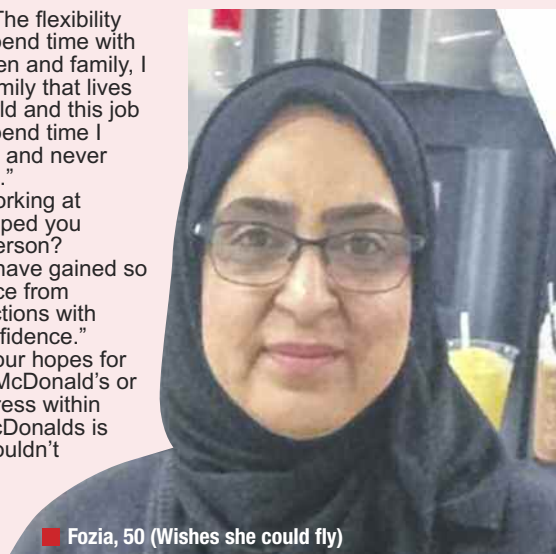 The flexibility
pend time with
en and family, I
mily that lives
ld and this job
pend time I
and never
.”
orking at
ped you
erson?
have gained so
ce from
ctions with
fidence.”
our hopes for
McDonald’s or
ress within
cDonalds is
ouldn’t
Fozia, 50 (Wishes she could fly)